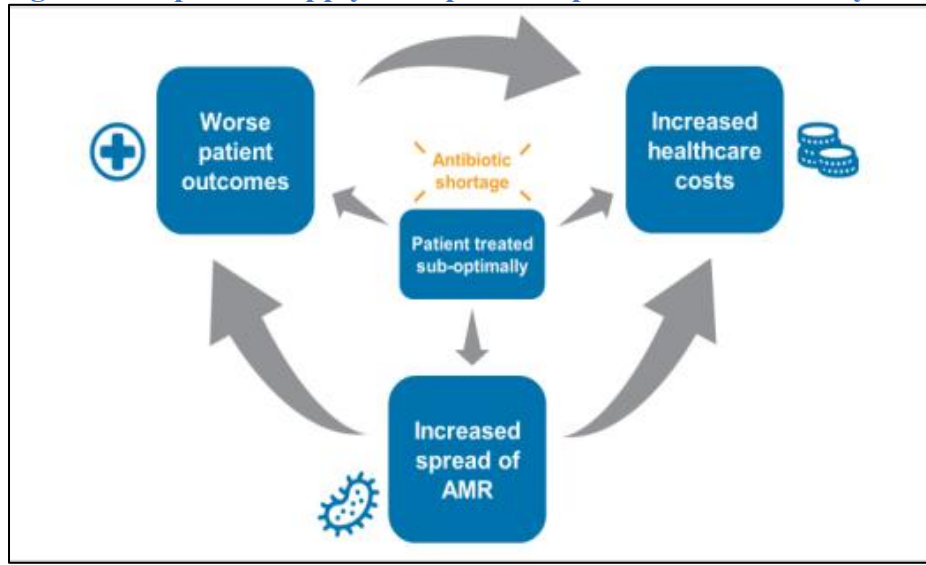 Worse
patient
outcomes
Antibiotic
shortage
Increased
healthcare
costs
Patient treated
sub-optimally
Increased
spread of
AMR